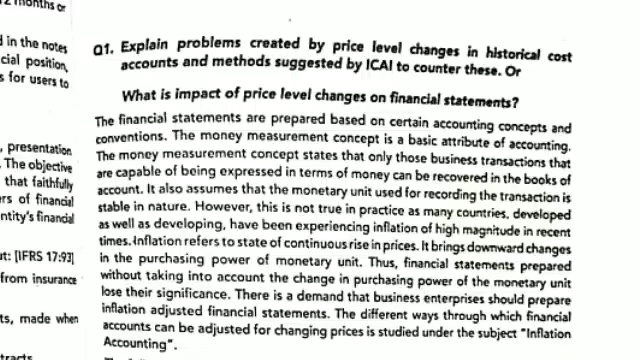 2 months or
d in the notes
cial position,
s for users to
, presentation
The objective
that faithfully
rs of financial
ntity's financial
ut: [IFRS 17:93]
from insurance
ts, made when
tracts
Q1. Explain problems created by price level changes in historical cost
accounts and methods suggested by ICAI to counter these. Or
What is impact of price level changes on financial statements?
The financial statements are prepared based on certain accounting concepts and
conventions. The money measurement concept is a basic attribute of accounting.
The money measurement concept states that only those business transactions that
are capable of being expressed in terms of money can be recovered in the books of
account. It also assumes that the monetary unit used for recording the transaction is
stable in nature. However, this is not true in practice as many countries, developed
as well as developing, have been experiencing inflation of high magnitude in recent
times. Inflation refers to state of continuous rise in prices. It brings downward changes
in the purchasing power of monetary unit. Thus, financial statements prepared
without taking into account the change in purchasing power of the monetary unit
lose their significance. There is a demand that business enterprises should prepare
inflation adjusted financial statements. The different ways through which financial
accounts can be adjusted for changing prices is studied under the subject "Inflation
Accounting".